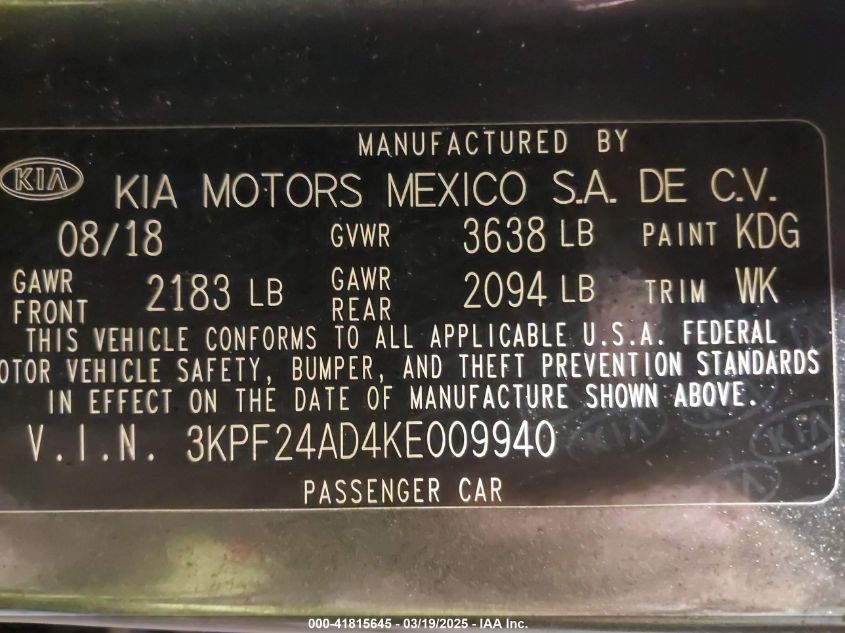 MANUFACTURED BY
KIA
KIA MOTORS MEXICO S.A. DE C.V.
08/18 GVWR 3638 LB PAINT KDG
GAWR FRONT 2183 LB GAWR REAR 2094 LB TRIM WK
THIS VEHICLE CONFORMS TO ALL APPLICABLE U.S.A. FEDERAL
OTOR VEHICLE SAFETY, BUMPER, AND THEFT PREVENTION STANDARDS
IN EFFECT ON THE DATE OF MANUFACTURE SHOWN ABOVE.
V.I.N. 3KPF24AD4KE009940
PASSENGER CAR
000-41815645 - 03/19/2025 - IAA Inc.